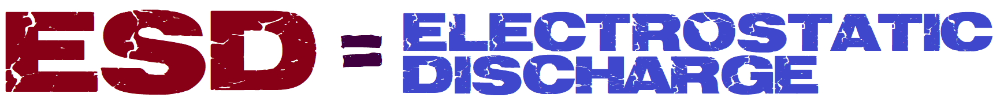 ESD = ELECTROSTATIC
DISCHARGE